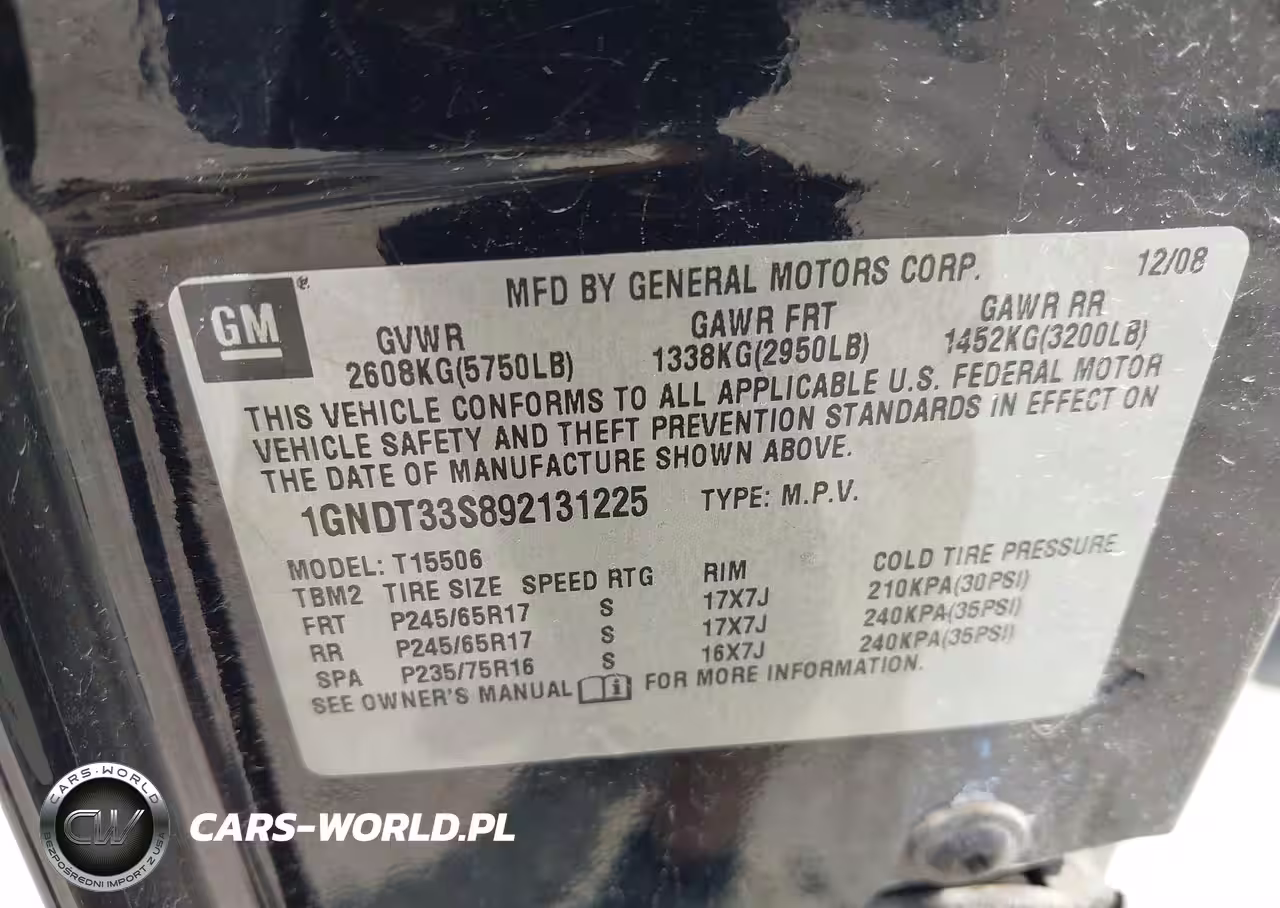 GM
MFD BY GENERAL MOTORS CORP. 12/08
GVWR GAWR FRT GAWR RR
2608KG(5750LB) 1338KG(2950LB) 1452KG(3200LB)
THIS VEHICLE CONFORMS TO ALL APPLICABLE U.S. FEDERAL MOTOR
VEHICLE SAFETY AND THEFT PREVENTION STANDARDS IN EFFECT ON
THE DATE OF MANUFACTURE SHOWN ABOVE.
1GNDT33S892131225 TYPE: M.P.V.
MODEL: T15506
TBM2 TIRE SIZE SPEED RTG RIM COLD TIRE PRESSURE
FRT P245/65R17 S 17X7J 210KPA(30PSI)
RR P245/65R17 S 17X7J 240KPA(35PSI)
SPA P235/75R16 S 16X7J 240KPA(35PSI)
SEE OWNER'S MANUAL FOR MORE INFORMATION.
CARS-WORLD
CW
BEZPOŚREDNI IMPORT Z USA
CARS-WORLD.PL